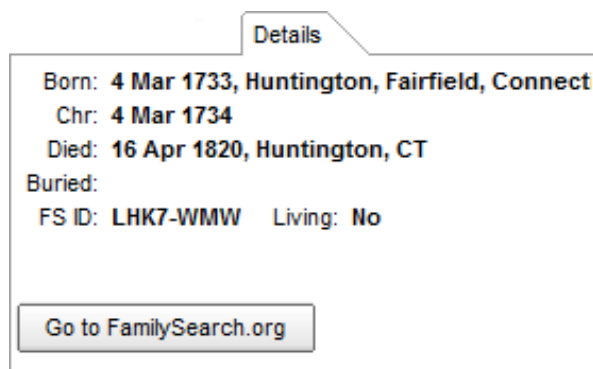 Details
Born: 4 Mar 1733, Huntington, Fairfield, Connecti
Chr: 4 Mar 1734
Died: 16 Apr 1820, Huntington, CT
Buried:
FS ID: LHK7-WMW Living: No
Go to FamilySearch.org